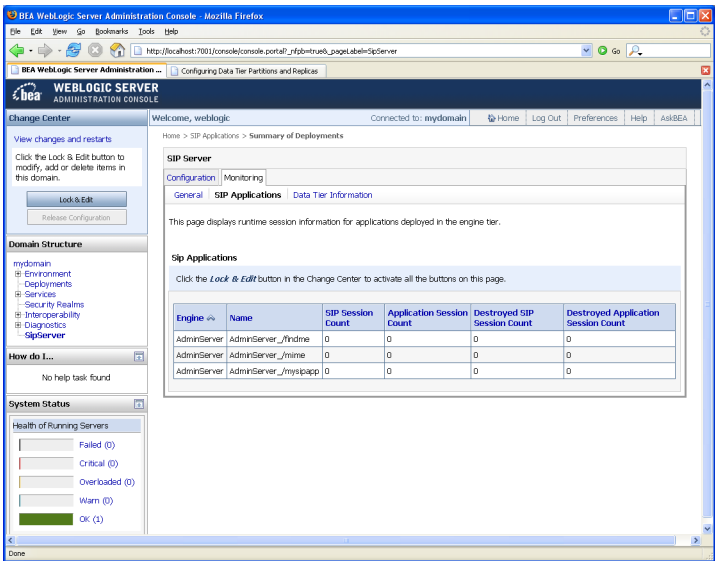 BEA WebLogic Server Administration Console - Mozilla Firefox
File Edit View Go Bookmarks Tools Help
http://localhost:7001/console/console.portal?_nfpb=true&_pageLabel=SipServer
Go
BEA WebLogic Server Administration ...
Configuring Data Tier Partitions and Replicas
bea
WEBLOGIC SERVER
ADMINISTRATION CONSOLE
Change Center
View changes and restarts
Click the Lock & Edit button to
modify, add or delete items in
this domain.
Lock & Edit
Release Configuration
Domain Structure
mydomain
Environment
Deployments
Services
Security Realms
Interoperability
Diagnostics
SipServer
How do I...
No help task found
System Status
Health of Running Servers
Failed (0)
Critical (0)
Overloaded (0)
Warn (0)
OK (1)
Welcome, weblogic
Connected to: mydomain
Home Log Out Preferences Help AskBEA
Home > SIP Applications > Summary of Deployments
SIP Server
Configuration Monitoring
General SIP Applications Data Tier Information
This page displays runtime session information for applications deployed in the engine tier.
Sip Applications
Click the Lock & Edit button in the Change Center to activate all the buttons on this page.
Engine Name SIP Session Count Application Session Count Destroyed SIP Session Count Destroyed Application Session Count
AdminServer AdminServer_/findme 0 0 0 0
AdminServer AdminServer_/mime 0 0 0 0
AdminServer AdminServer_/mysipapp 0 0 0 0
Done